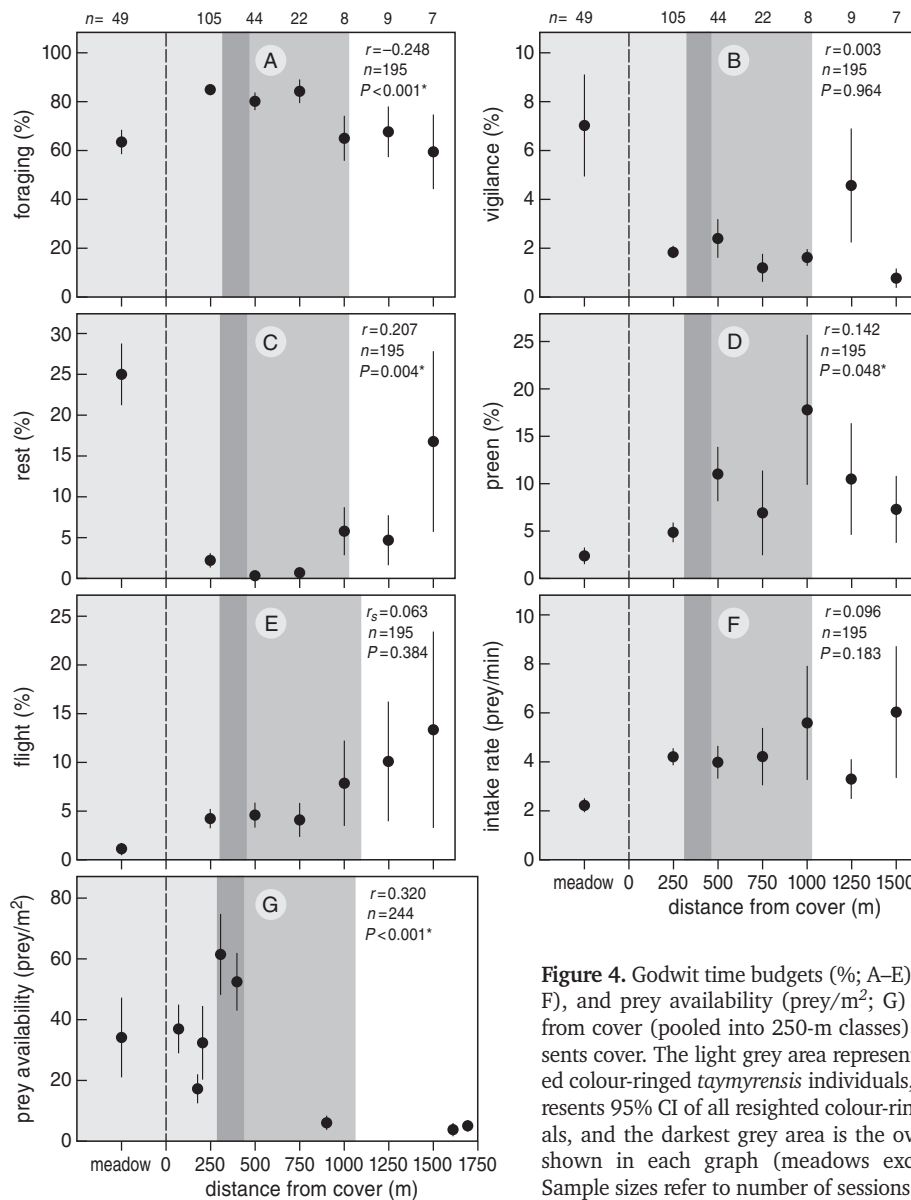 n= 49 105 44 22 8 9 7
n= 49 105 44 22 8 9 7
A
r=−0.248
n=195
P<0.001*
foraging (%)
100
80
60
40
20
0
B
r=0.003
n=195
P=0.964
vigilance (%)
10
8
6
4
2
0
C
r=0.207
n=195
P=0.004*
rest (%)
30
25
20
15
10
5
0
D
r=0.142
n=195
P=0.048*
preen (%)
25
20
15
10
5
0
E
rs=0.063
n=195
P=0.384
flight (%)
25
20
15
10
5
0
F
r=0.096
n=195
P=0.183
intake rate (prey/min)
10
8
6
4
2
0
meadow 0 250 500 750 1000 1250 1500
distance from cover (m)
G
r=0.320
n=244
P<0.001*
prey availability (prey/m²)
80
60
40
20
0
meadow 0 250 500 750 1000 1250 1500 1750
distance from cover (m)
Figure 4. Godwit time budgets (%; A–E)
F), and prey availability (prey/m²; G)
from cover (pooled into 250-m classes)
sents cover. The light grey area represent
ed colour-ringed taymyrensis individuals,
resents 95% CI of all resighted colour-rin
als, and the darkest grey area is the ov
shown in each graph (meadows exc
Sample sizes refer to number of sessions